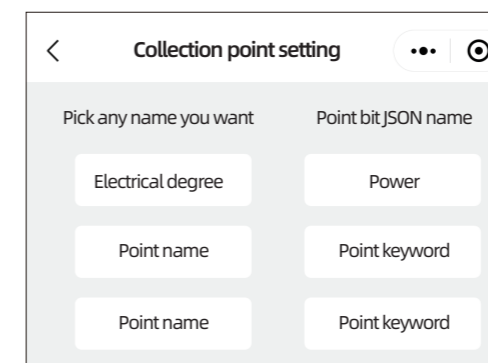 Collection point setting
Pick any name you want Point bit JSON name
Electrical degree Power
Point name Point keyword
Point name Point keyword